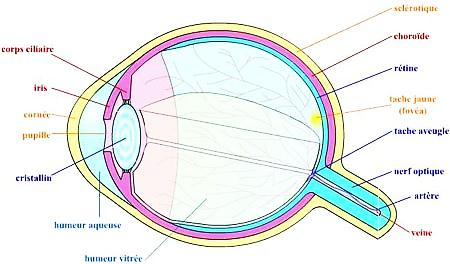 sclérotique
choroïde
rétine
tache jaune
(fovéa)
tache aveugle
nerf optique
artère
veine
corps ciliaire
iris
cornée
pupille
cristallin
humeur aqueuse
humeur vitrée